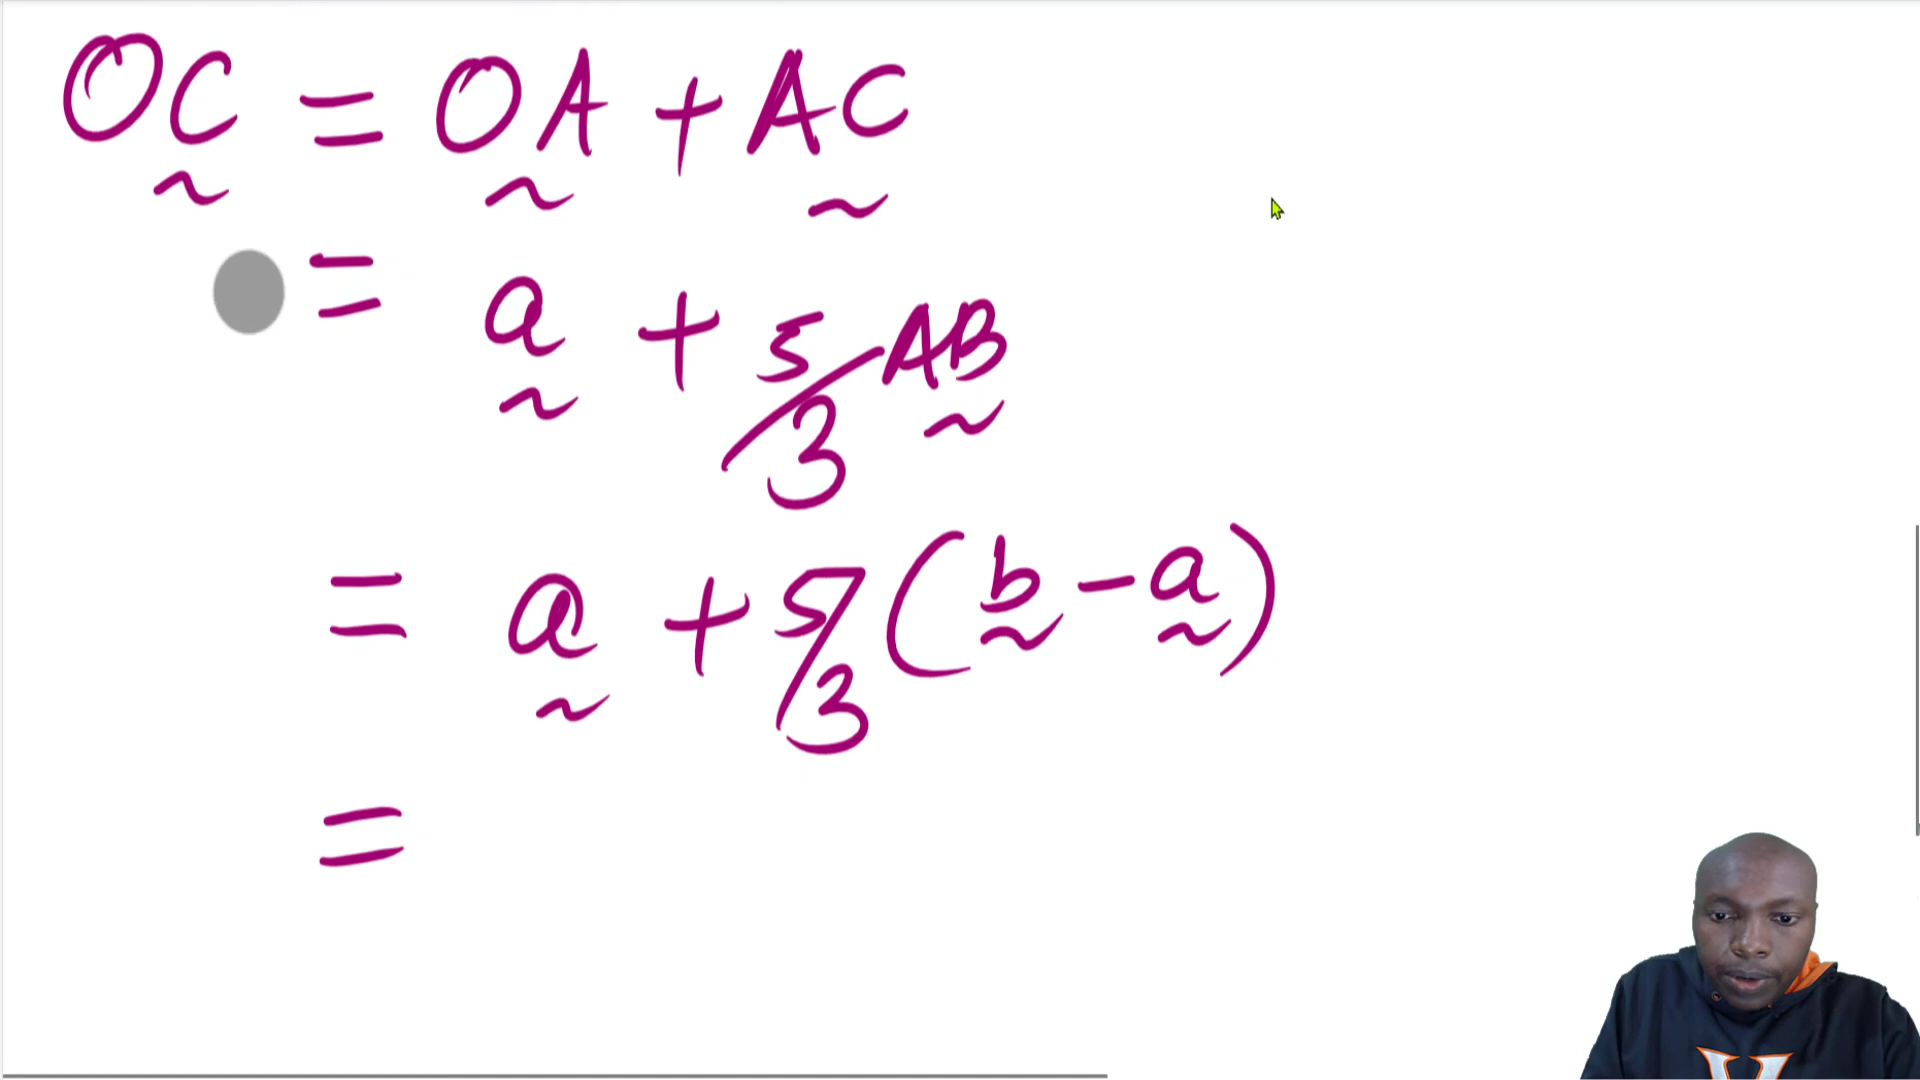 OC = OA + AC
= a + 5/3 AB
= a + 5/3 (b - a)
=
V